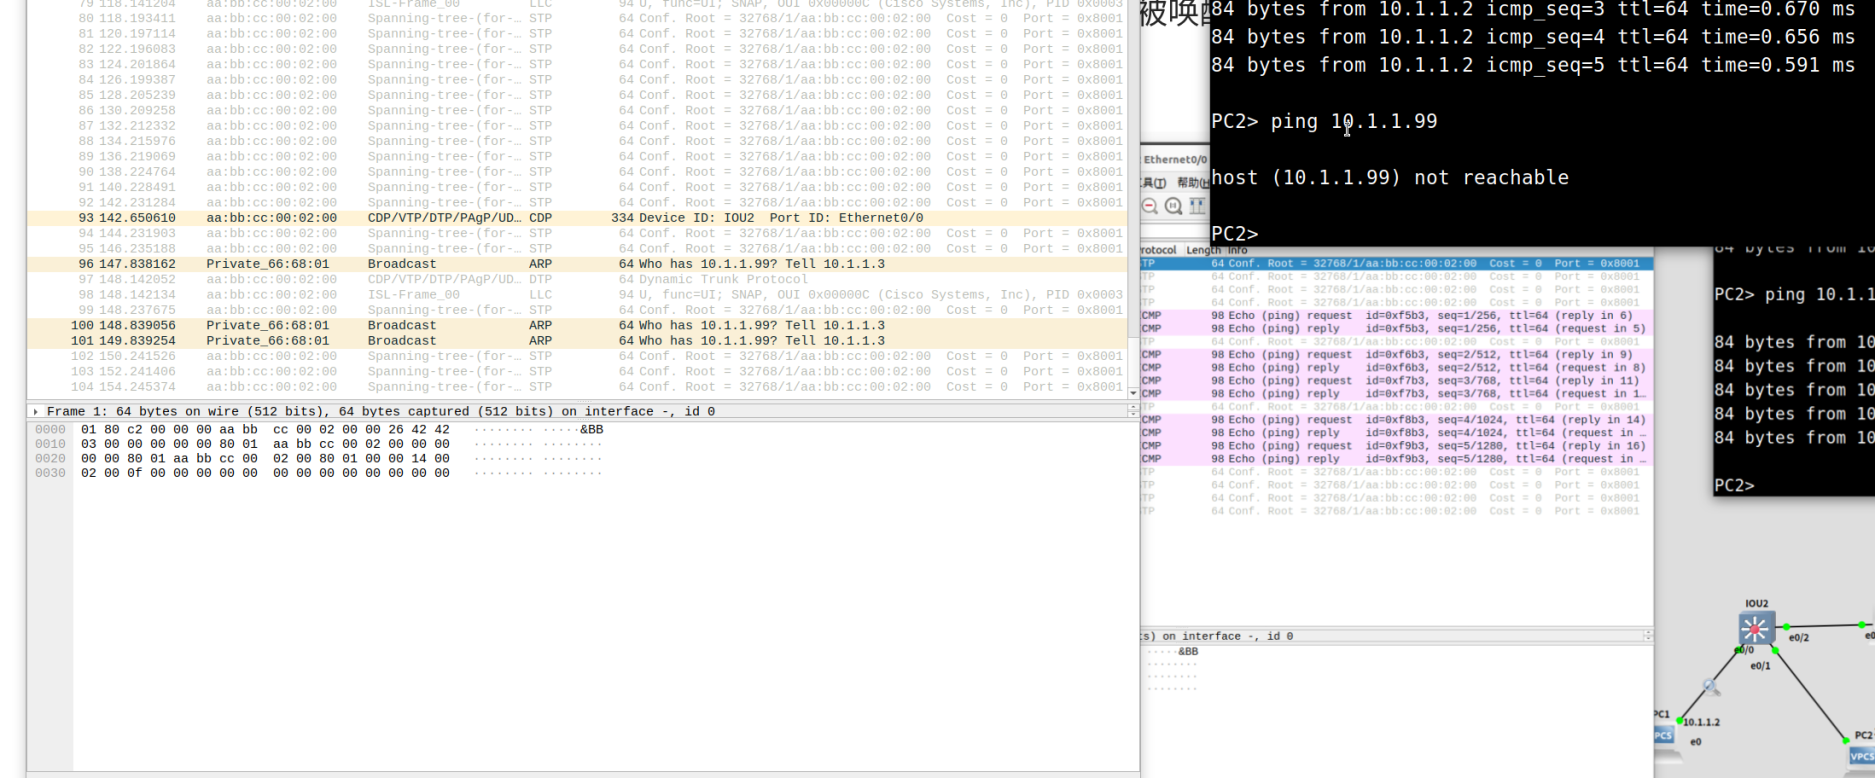 79 118.141204 aa:bb:cc:00:02:00 ISL-Frame_00 LLC 94 U, func=UI; SNAP, OUI 0x00000C (Cisco Systems, Inc), PID 0x0003
80 118.193411 aa:bb:cc:00:02:00 Spanning-tree-(for-… STP 64 Conf. Root = 32768/1/aa:bb:cc:00:02:00 Cost = 0 Port = 0x8001
81 120.197114 aa:bb:cc:00:02:00 Spanning-tree-(for-… STP 64 Conf. Root = 32768/1/aa:bb:cc:00:02:00 Cost = 0 Port = 0x8001
82 122.196083 aa:bb:cc:00:02:00 Spanning-tree-(for-… STP 64 Conf. Root = 32768/1/aa:bb:cc:00:02:00 Cost = 0 Port = 0x8001
83 124.201864 aa:bb:cc:00:02:00 Spanning-tree-(for-… STP 64 Conf. Root = 32768/1/aa:bb:cc:00:02:00 Cost = 0 Port = 0x8001
84 126.199387 aa:bb:cc:00:02:00 Spanning-tree-(for-… STP 64 Conf. Root = 32768/1/aa:bb:cc:00:02:00 Cost = 0 Port = 0x8001
85 128.205239 aa:bb:cc:00:02:00 Spanning-tree-(for-… STP 64 Conf. Root = 32768/1/aa:bb:cc:00:02:00 Cost = 0 Port = 0x8001
86 130.209258 aa:bb:cc:00:02:00 Spanning-tree-(for-… STP 64 Conf. Root = 32768/1/aa:bb:cc:00:02:00 Cost = 0 Port = 0x8001
87 132.212332 aa:bb:cc:00:02:00 Spanning-tree-(for-… STP 64 Conf. Root = 32768/1/aa:bb:cc:00:02:00 Cost = 0 Port = 0x8001
88 134.215976 aa:bb:cc:00:02:00 Spanning-tree-(for-… STP 64 Conf. Root = 32768/1/aa:bb:cc:00:02:00 Cost = 0 Port = 0x8001
89 136.219069 aa:bb:cc:00:02:00 Spanning-tree-(for-… STP 64 Conf. Root = 32768/1/aa:bb:cc:00:02:00 Cost = 0 Port = 0x8001
90 138.224764 aa:bb:cc:00:02:00 Spanning-tree-(for-… STP 64 Conf. Root = 32768/1/aa:bb:cc:00:02:00 Cost = 0 Port = 0x8001
91 140.228491 aa:bb:cc:00:02:00 Spanning-tree-(for-… STP 64 Conf. Root = 32768/1/aa:bb:cc:00:02:00 Cost = 0 Port = 0x8001
92 142.231284 aa:bb:cc:00:02:00 Spanning-tree-(for-… STP 64 Conf. Root = 32768/1/aa:bb:cc:00:02:00 Cost = 0 Port = 0x8001
93 142.650610 aa:bb:cc:00:02:00 CDP/VTP/DTP/PAgP/UD… CDP 334 Device ID: IOU2 Port ID: Ethernet0/0
94 144.231903 aa:bb:cc:00:02:00 Spanning-tree-(for-… STP 64 Conf. Root = 32768/1/aa:bb:cc:00:02:00 Cost = 0 Port = 0x8001
95 146.235188 aa:bb:cc:00:02:00 Spanning-tree-(for-… STP 64 Conf. Root = 32768/1/aa:bb:cc:00:02:00 Cost = 0 Port = 0x8001
96 147.838162 Private_66:68:01 Broadcast ARP 64 Who has 10.1.1.99? Tell 10.1.1.3
97 148.142052 aa:bb:cc:00:02:00 CDP/VTP/DTP/PAgP/UD… DTP 64 Dynamic Trunk Protocol
98 148.142134 aa:bb:cc:00:02:00 ISL-Frame_00 LLC 94 U, func=UI; SNAP, OUI 0x00000C (Cisco Systems, Inc), PID 0x0003
99 148.237675 aa:bb:cc:00:02:00 Spanning-tree-(for-… STP 64 Conf. Root = 32768/1/aa:bb:cc:00:02:00 Cost = 0 Port = 0x8001
100 148.839056 Private_66:68:01 Broadcast ARP 64 Who has 10.1.1.99? Tell 10.1.1.3
101 149.839254 Private_66:68:01 Broadcast ARP 64 Who has 10.1.1.99? Tell 10.1.1.3
102 150.241526 aa:bb:cc:00:02:00 Spanning-tree-(for-… STP 64 Conf. Root = 32768/1/aa:bb:cc:00:02:00 Cost = 0 Port = 0x8001
103 152.241406 aa:bb:cc:00:02:00 Spanning-tree-(for-… STP 64 Conf. Root = 32768/1/aa:bb:cc:00:02:00 Cost = 0 Port = 0x8001
104 154.245374 aa:bb:cc:00:02:00 Spanning-tree-(for-… STP 64 Conf. Root = 32768/1/aa:bb:cc:00:02:00 Cost = 0 Port = 0x8001
Frame 1: 64 bytes on wire (512 bits), 64 bytes captured (512 bits) on interface -, id 0
0000 01 80 c2 00 00 00 aa bb cc 00 02 00 00 26 42 42 ········ ·····&BB
0010 03 00 00 00 00 00 80 01 aa bb cc 00 02 00 00 00 ········ ········
0020 00 00 80 01 aa bb cc 00 02 00 80 01 00 00 14 00 ········ ········
0030 02 00 0f 00 00 00 00 00 00 00 00 00 00 00 00 00 ········ ········
被唤
84 bytes from 10.1.1.2 icmp_seq=3 ttl=64 time=0.670 ms
84 bytes from 10.1.1.2 icmp_seq=4 ttl=64 time=0.656 ms
84 bytes from 10.1.1.2 icmp_seq=5 ttl=64 time=0.591 ms
PC2> ping 10.1.1.99
host (10.1.1.99) not reachable
PC2>
Ethernet0/0
具(T) 帮助(H
rotocol Length Info
TP 64 Conf. Root = 32768/1/aa:bb:cc:00:02:00 Cost = 0 Port = 0x8001
TP 64 Conf. Root = 32768/1/aa:bb:cc:00:02:00 Cost = 0 Port = 0x8001
TP 64 Conf. Root = 32768/1/aa:bb:cc:00:02:00 Cost = 0 Port = 0x8001
TP 64 Conf. Root = 32768/1/aa:bb:cc:00:02:00 Cost = 0 Port = 0x8001
CMP 98 Echo (ping) request id=0xf5b3, seq=1/256, ttl=64 (reply in 6)
CMP 98 Echo (ping) reply id=0xf5b3, seq=1/256, ttl=64 (request in 5)
TP 64 Conf. Root = 32768/1/aa:bb:cc:00:02:00 Cost = 0 Port = 0x8001
CMP 98 Echo (ping) request id=0xf6b3, seq=2/512, ttl=64 (reply in 9)
CMP 98 Echo (ping) reply id=0xf6b3, seq=2/512, ttl=64 (request in 8)
CMP 98 Echo (ping) request id=0xf7b3, seq=3/768, ttl=64 (reply in 11)
CMP 98 Echo (ping) reply id=0xf7b3, seq=3/768, ttl=64 (request in 1…
TP 64 Conf. Root = 32768/1/aa:bb:cc:00:02:00 Cost = 0 Port = 0x8001
CMP 98 Echo (ping) request id=0xf8b3, seq=4/1024, ttl=64 (reply in 14)
CMP 98 Echo (ping) reply id=0xf8b3, seq=4/1024, ttl=64 (request in …
CMP 98 Echo (ping) request id=0xf9b3, seq=5/1280, ttl=64 (reply in 16)
CMP 98 Echo (ping) reply id=0xf9b3, seq=5/1280, ttl=64 (request in …
TP 64 Conf. Root = 32768/1/aa:bb:cc:00:02:00 Cost = 0 Port = 0x8001
TP 64 Conf. Root = 32768/1/aa:bb:cc:00:02:00 Cost = 0 Port = 0x8001
TP 64 Conf. Root = 32768/1/aa:bb:cc:00:02:00 Cost = 0 Port = 0x8001
TP 64 Conf. Root = 32768/1/aa:bb:cc:00:02:00 Cost = 0 Port = 0x8001
ts) on interface -, id 0
·····&BB
········
········
········
84 bytes from 10
PC2> ping 10.1.1
84 bytes from 10
84 bytes from 10
84 bytes from 10
84 bytes from 10
84 bytes from 10
PC2>
IOU2
e0/2
e0
e0/0
e0/1
PC1
10.1.1.2
e0
PC2
VPCS